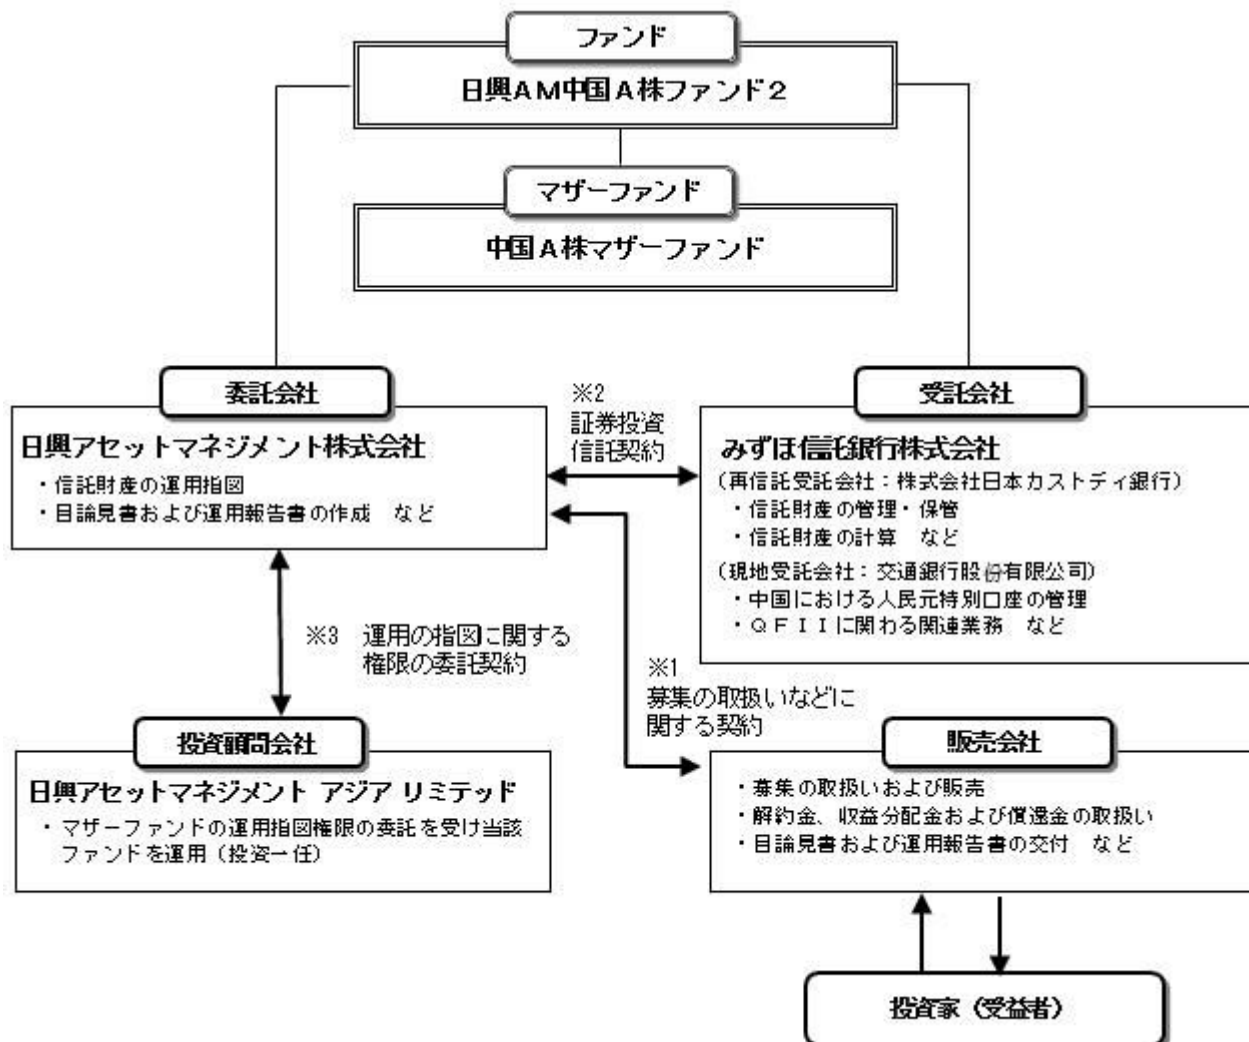 ファンド
日興AM中国A株ファンド2
マザーファンド
中国A株マザーファンド
委託会社
日興アセットマネジメント株式会社
・信託財産の運用指図
・目論見書および運用報告書の作成　など
※2
証券投資
信託契約
受託会社
みずほ信託銀行株式会社
（再信託受託会社：株式会社日本カストディ銀行）
・信託財産の管理・保管
・信託財産の計算　など
（現地受託会社：交通銀行股份有限公司）
・中国における人民元特別口座の管理
・QFIIに関わる関連業務　など
※3　運用の指図に関する
権限の委託契約
※1
募集の取扱いなどに
関する契約
投資顧問会社
日興アセットマネジメント アジア リミテッド
・マザーファンドの運用指図権限の委託を受け当該
ファンドを運用（投資一任）
販売会社
・募集の取扱いおよび販売
・解約金、収益分配金および償還金の取扱い
・目論見書および運用報告書の交付　など
投資家（受益者）